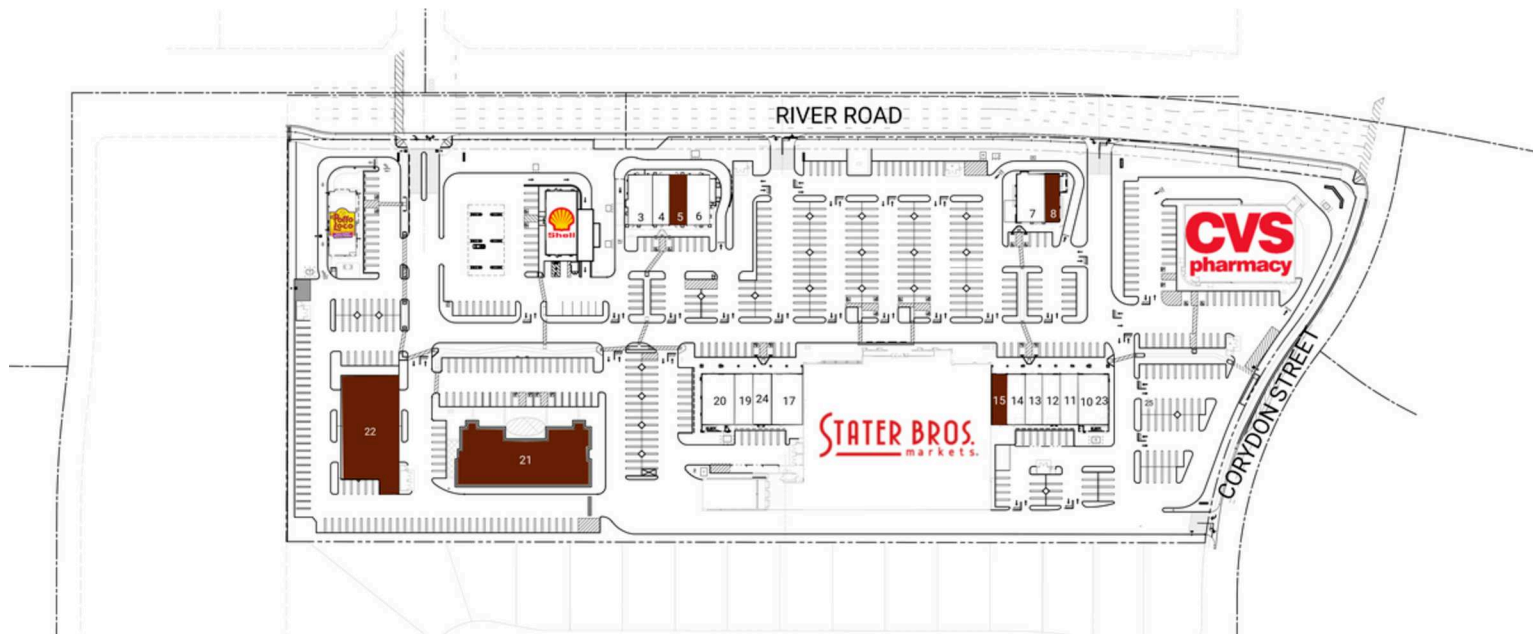 RIVER ROAD
Pollo
Loco
Shell
3 4 5 6
7 8
CVS
pharmacy
CORYDON STREET
20 19 24 17
STATER BROS.
markets.
15 14 13 12 11 10 23
25
22
21